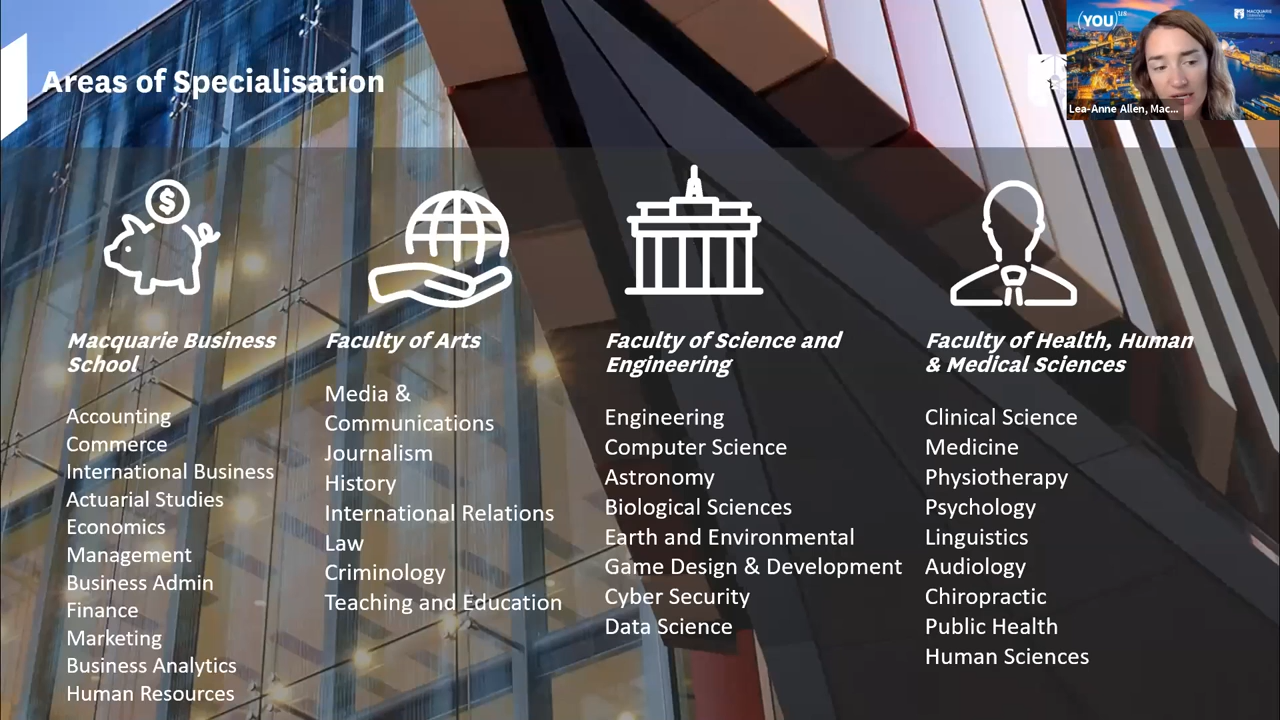 Areas of Specialisation
(YOU)us
MACQUARIE
University
Lea-Anne Allen, Mac...
$
Macquarie Business
School
Accounting
Commerce
International Business
Actuarial Studies
Economics
Management
Business Admin
Finance
Marketing
Business Analytics
Human Resources
Faculty of Arts
Media &
Communications
Journalism
History
International Relations
Law
Criminology
Teaching and Education
Faculty of Science and
Engineering
Engineering
Computer Science
Astronomy
Biological Sciences
Earth and Environmental
Game Design & Development
Cyber Security
Data Science
Faculty of Health, Human
& Medical Sciences
Clinical Science
Medicine
Physiotherapy
Psychology
Linguistics
Audiology
Chiropractic
Public Health
Human Sciences